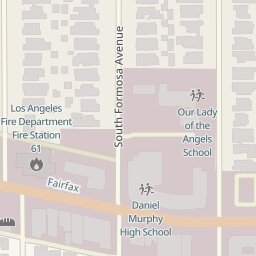 South Formosa Avenue
Los Angeles
Fire Department
Fire Station
61
Our Lady
of the
Angels
School
Fairfax
Daniel
Murphy
High School